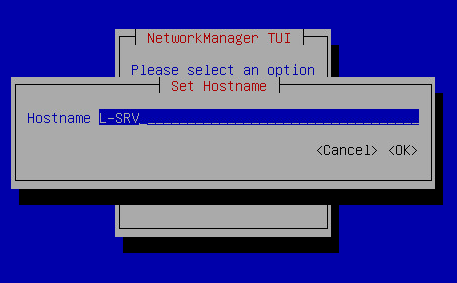 NetworkManager TUI
Please select an option
Set Hostname
Hostname L-SRV
<Cancel> <OK>